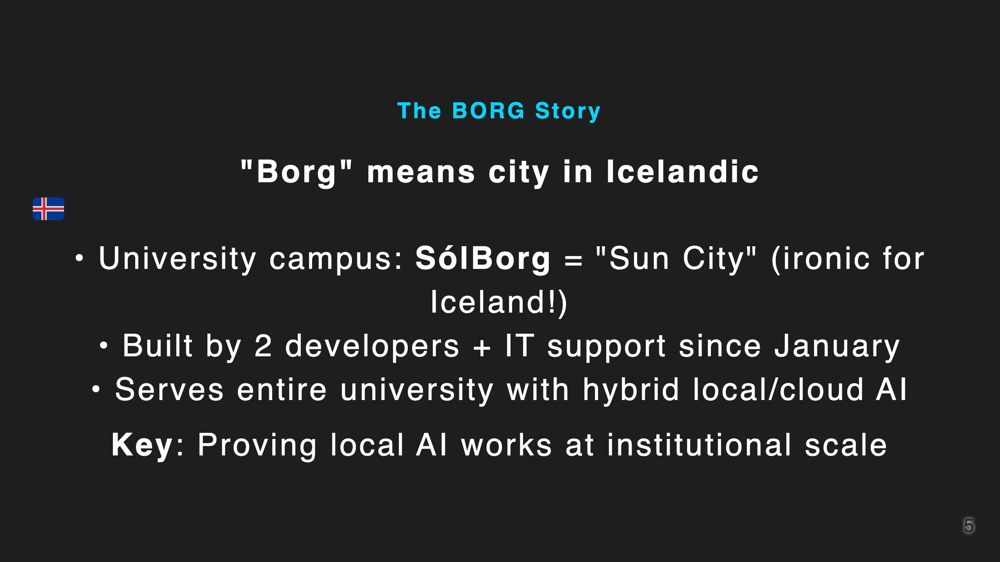 The BORG Story
"Borg" means city in Icelandic
• University campus: SólBorg = "Sun City" (ironic for
Iceland!)
• Built by 2 developers + IT support since January
• Serves entire university with hybrid local/cloud AI
Key: Proving local AI works at institutional scale
5